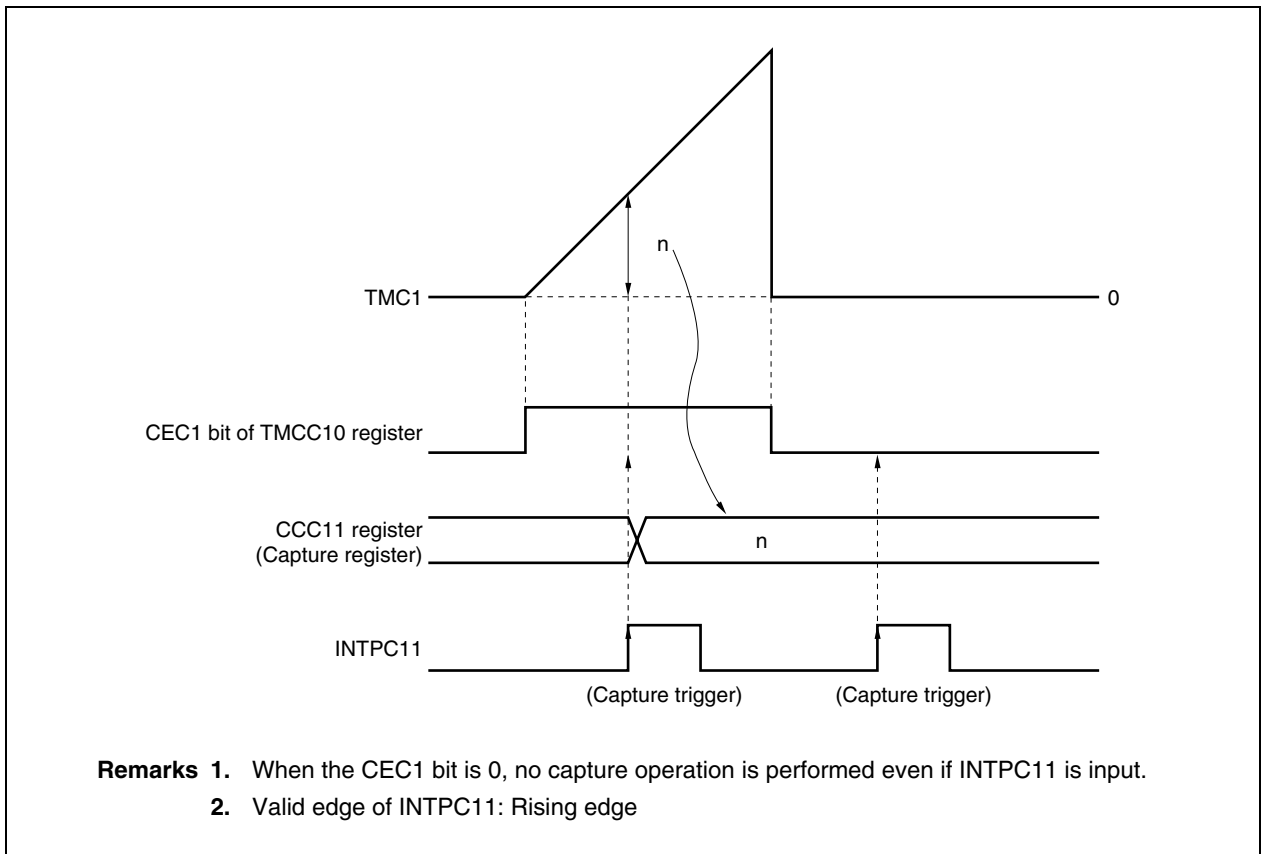 n
TMC1
0
CEC1 bit of TMCC10 register
CCC11 register
(Capture register)
n
INTPC11
(Capture trigger)
(Capture trigger)
Remarks 1. When the CEC1 bit is 0, no capture operation is performed even if INTPC11 is input.
2. Valid edge of INTPC11: Rising edge